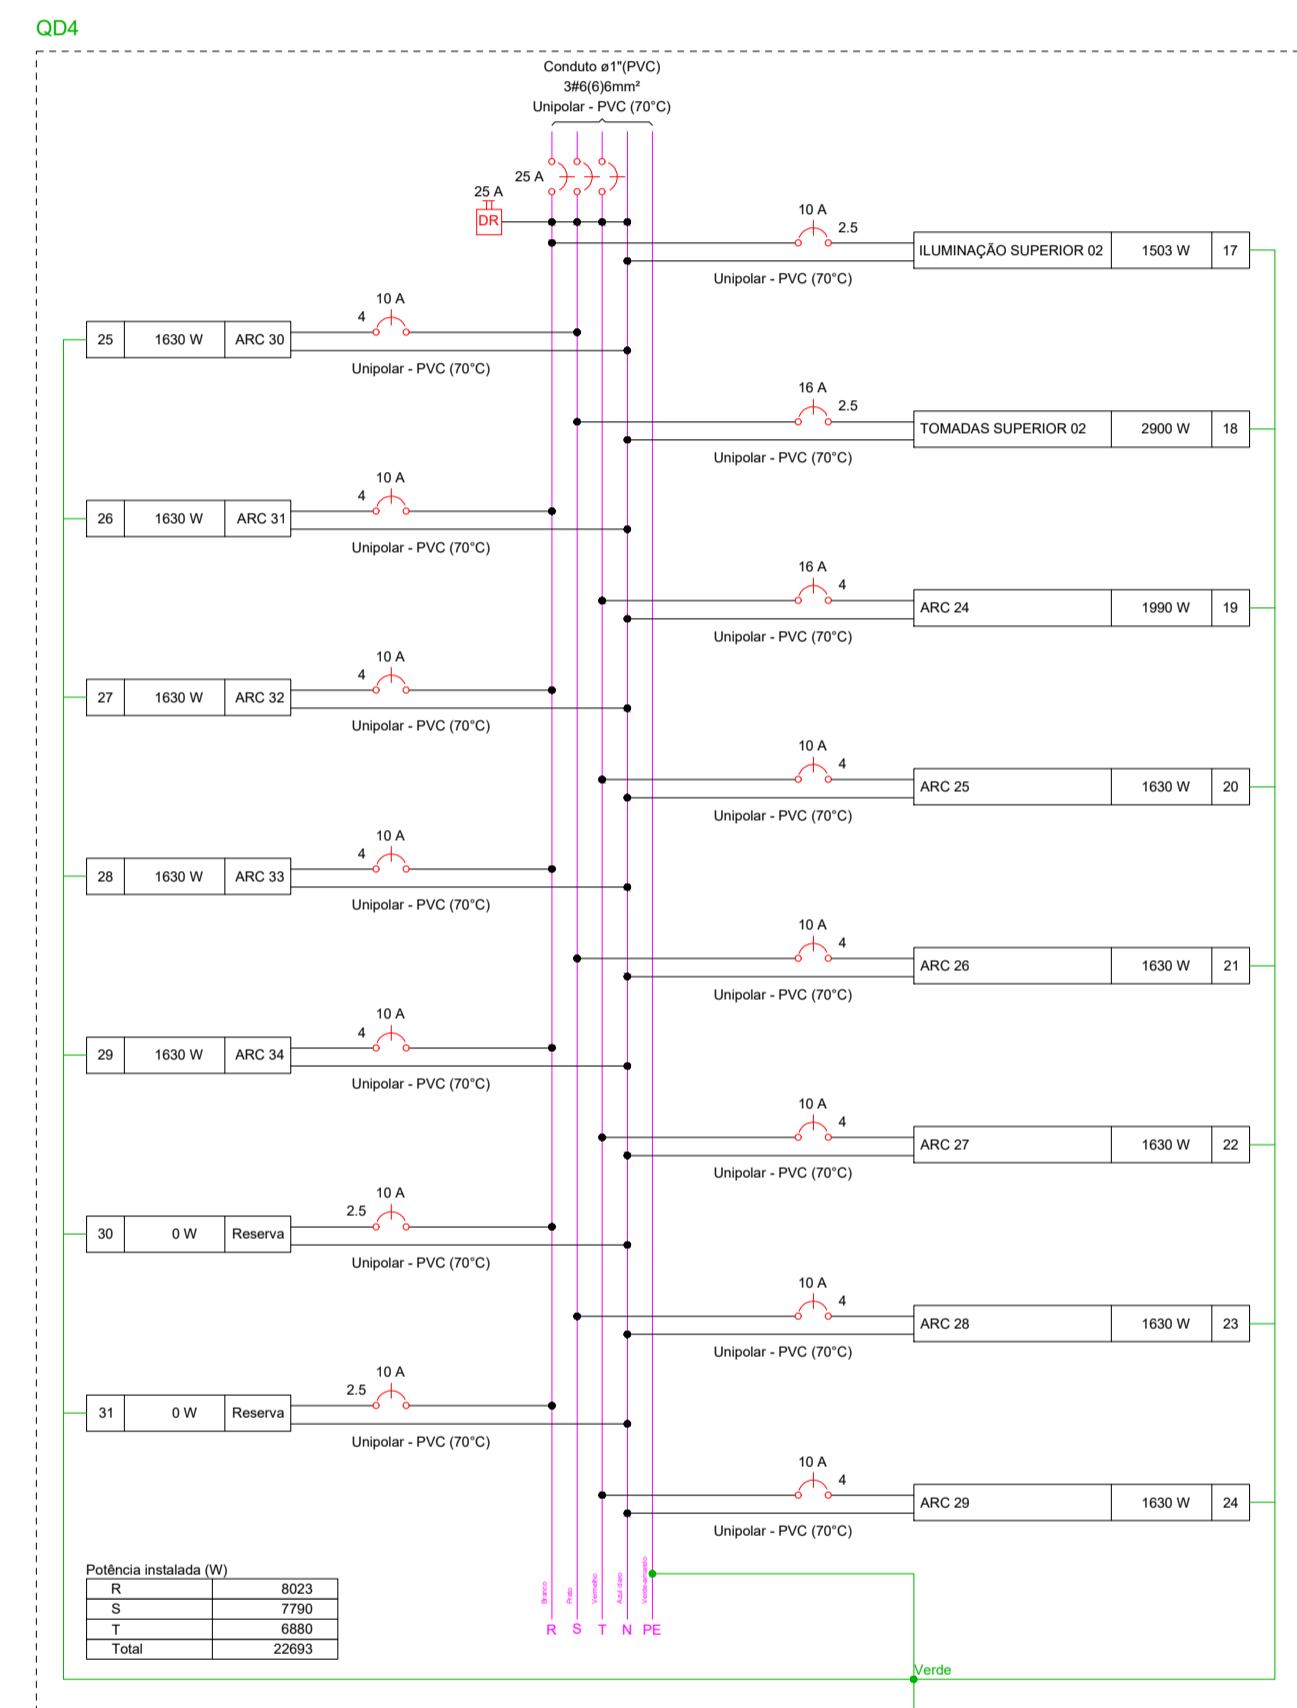 QD4
Conduto ø1"(PVC)
3#6(6)6mm²
Unipolar - PVC (70°C)
25 A
25 A
DR
10 A
2.5
ILUMINAÇÃO SUPERIOR 02 1503 W 17
Unipolar - PVC (70°C)
10 A
4
25 1630 W ARC 30
Unipolar - PVC (70°C)
16 A
2.5
TOMADAS SUPERIOR 02 2900 W 18
Unipolar - PVC (70°C)
10 A
4
26 1630 W ARC 31
Unipolar - PVC (70°C)
16 A
4
ARC 24 1990 W 19
Unipolar - PVC (70°C)
10 A
4
27 1630 W ARC 32
Unipolar - PVC (70°C)
10 A
4
ARC 25 1630 W 20
Unipolar - PVC (70°C)
10 A
4
28 1630 W ARC 33
Unipolar - PVC (70°C)
10 A
4
ARC 26 1630 W 21
Unipolar - PVC (70°C)
10 A
4
29 1630 W ARC 34
Unipolar - PVC (70°C)
10 A
4
ARC 27 1630 W 22
Unipolar - PVC (70°C)
10 A
2.5
30 0 W Reserva
Unipolar - PVC (70°C)
10 A
4
ARC 28 1630 W 23
Unipolar - PVC (70°C)
10 A
2.5
31 0 W Reserva
Unipolar - PVC (70°C)
10 A
4
ARC 29 1630 W 24
Unipolar - PVC (70°C)
Potência instalada (W)
R 8023
S 7790
T 6880
Total 22693
Branco
Preto
Vermelho
Azul claro
Verde-amarelo
R S T N PE
Verde